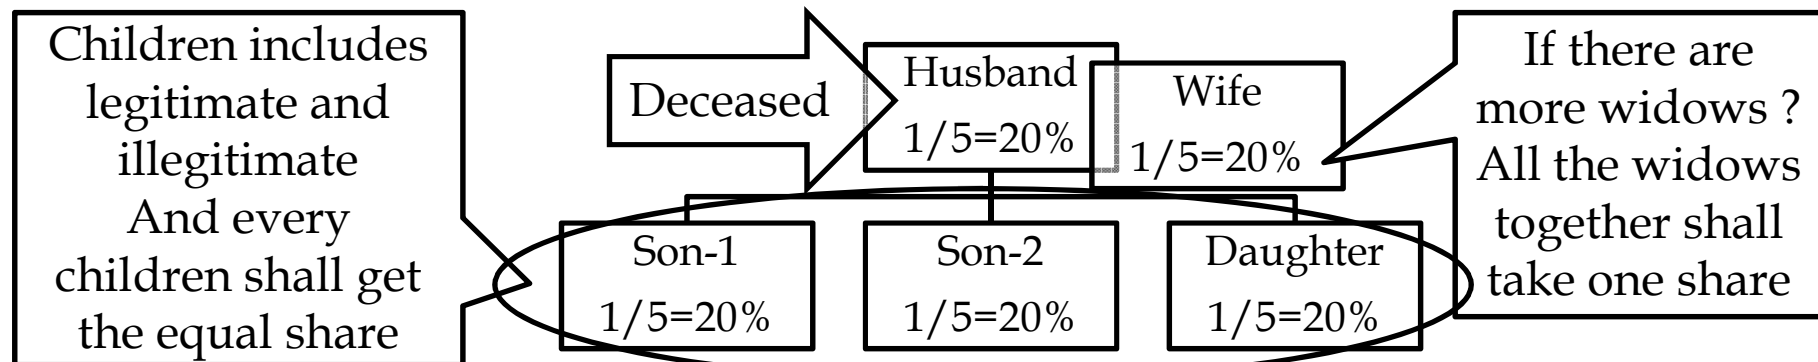 Children includes
legitimate and
illegitimate
And every
children shall get
the equal share
Deceased
Husband
1/5=20%
Wife
1/5=20%
If there are
more widows ?
All the widows
together shall
take one share
Son-1
1/5=20%
Son-2
1/5=20%
Daughter
1/5=20%